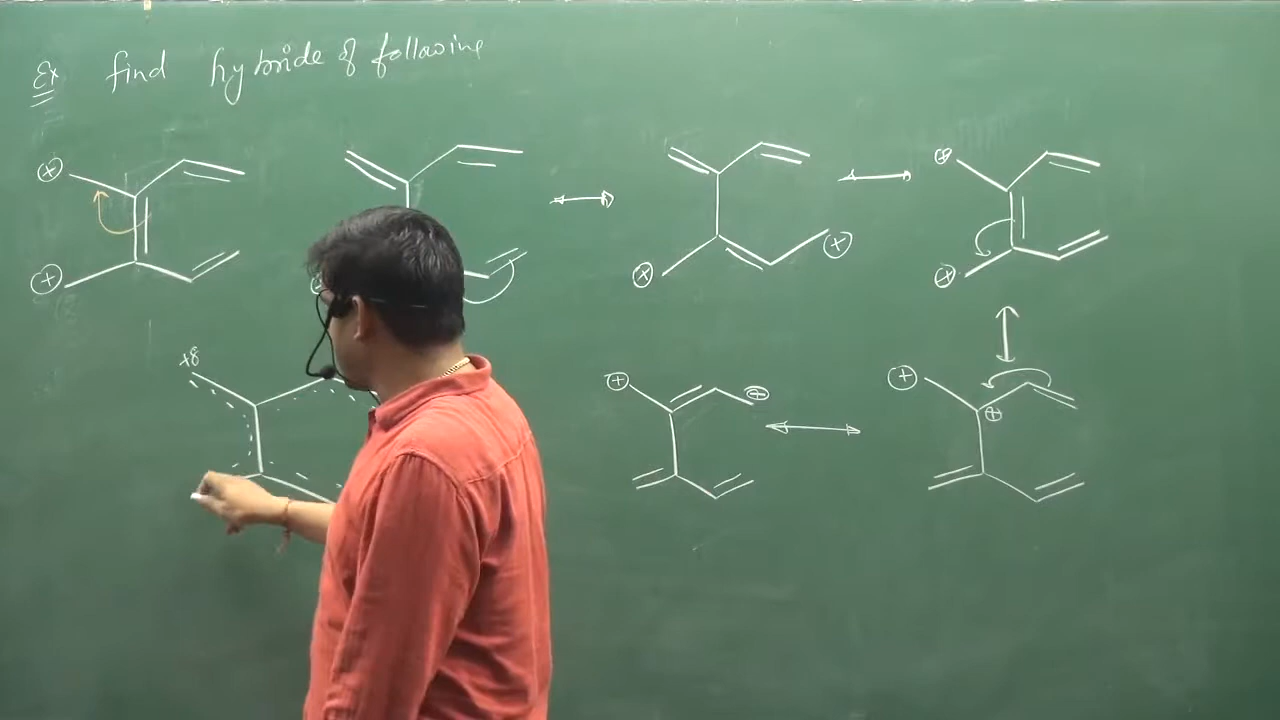 Ex find hybride of following
⊕ ⊕
⊕ ⊕ ⊕
⊕ ⊕
+δ ⊕ ⊕ ⊕
⊕